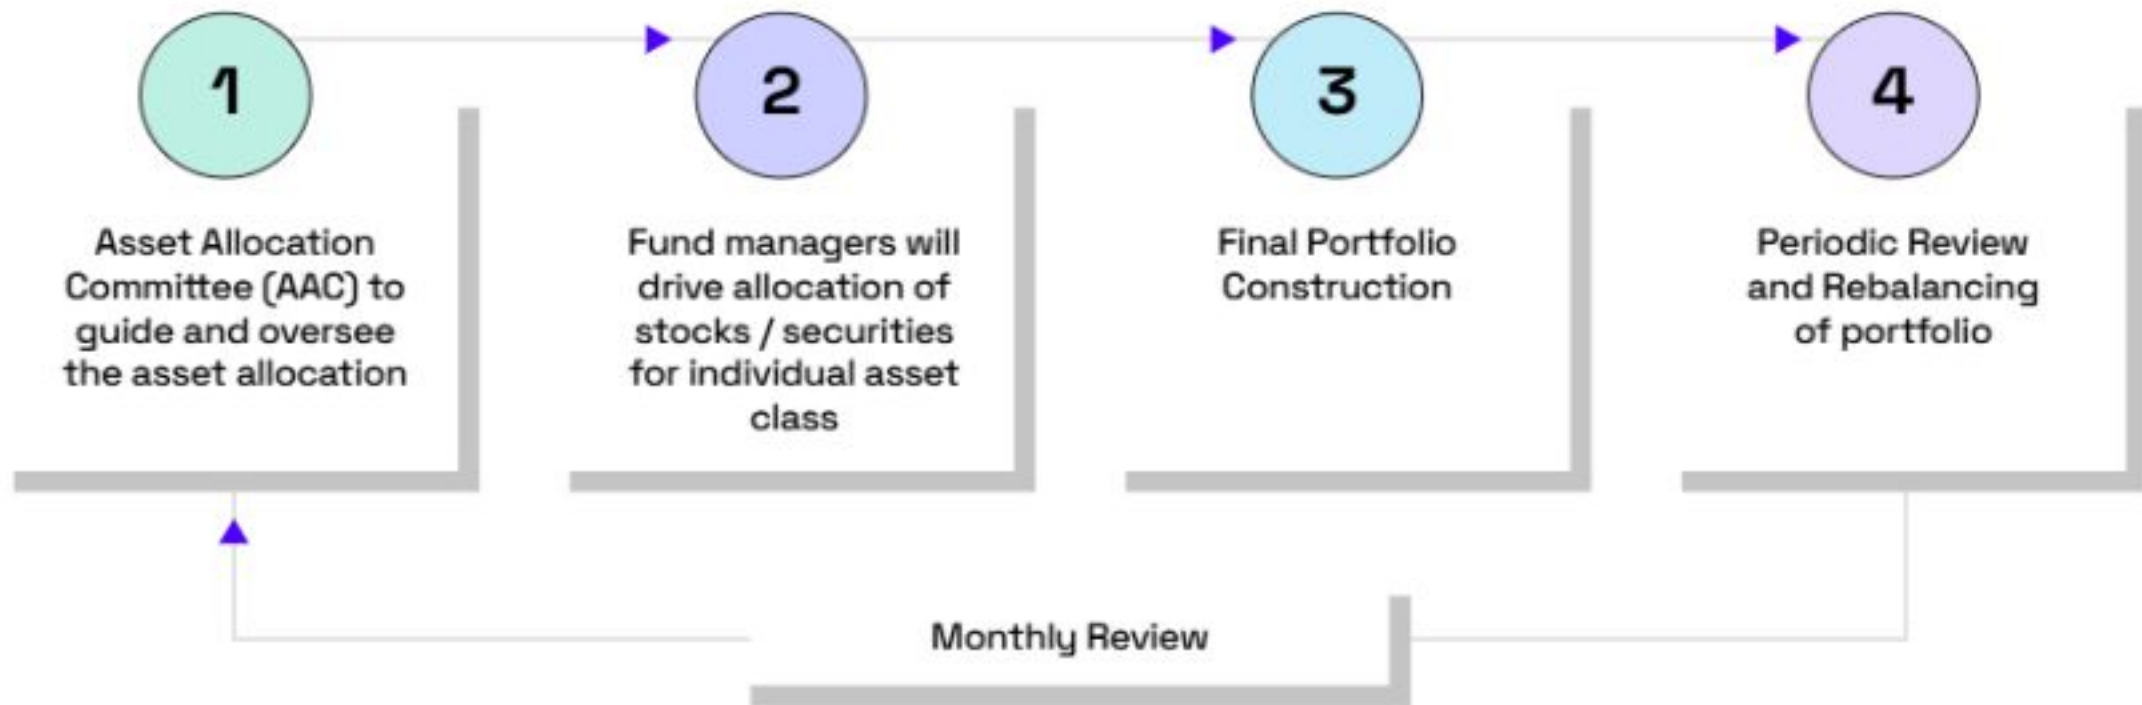 1
Asset Allocation
Committee (AAC) to
guide and oversee
the asset allocation
2
Fund managers will
drive allocation of
stocks / securities
for individual asset
class
3
Final Portfolio
Construction
4
Periodic Review
and Rebalancing
of portfolio
Monthly Review